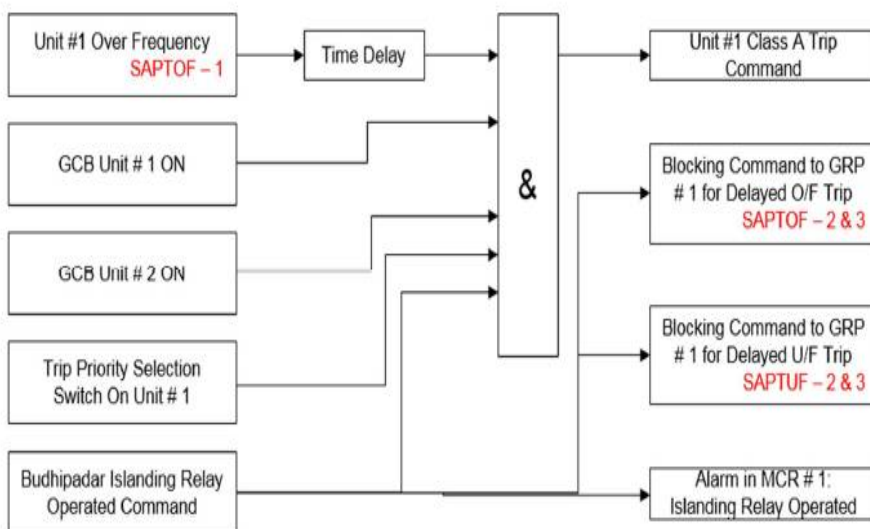 Unit #1 Over Frequency
SAPTOF – 1
Time Delay
Unit #1 Class A Trip
Command
GCB Unit # 1 ON
&
Blocking Command to GRP
# 1 for Delayed O/F Trip
SAPTOF – 2 & 3
GCB Unit # 2 ON
Blocking Command to GRP
# 1 for Delayed U/F Trip
SAPTUF – 2 & 3
Trip Priority Selection
Switch On Unit # 1
Budhipadar Islanding Relay
Operated Command
Alarm in MCR # 1:
Islanding Relay Operated